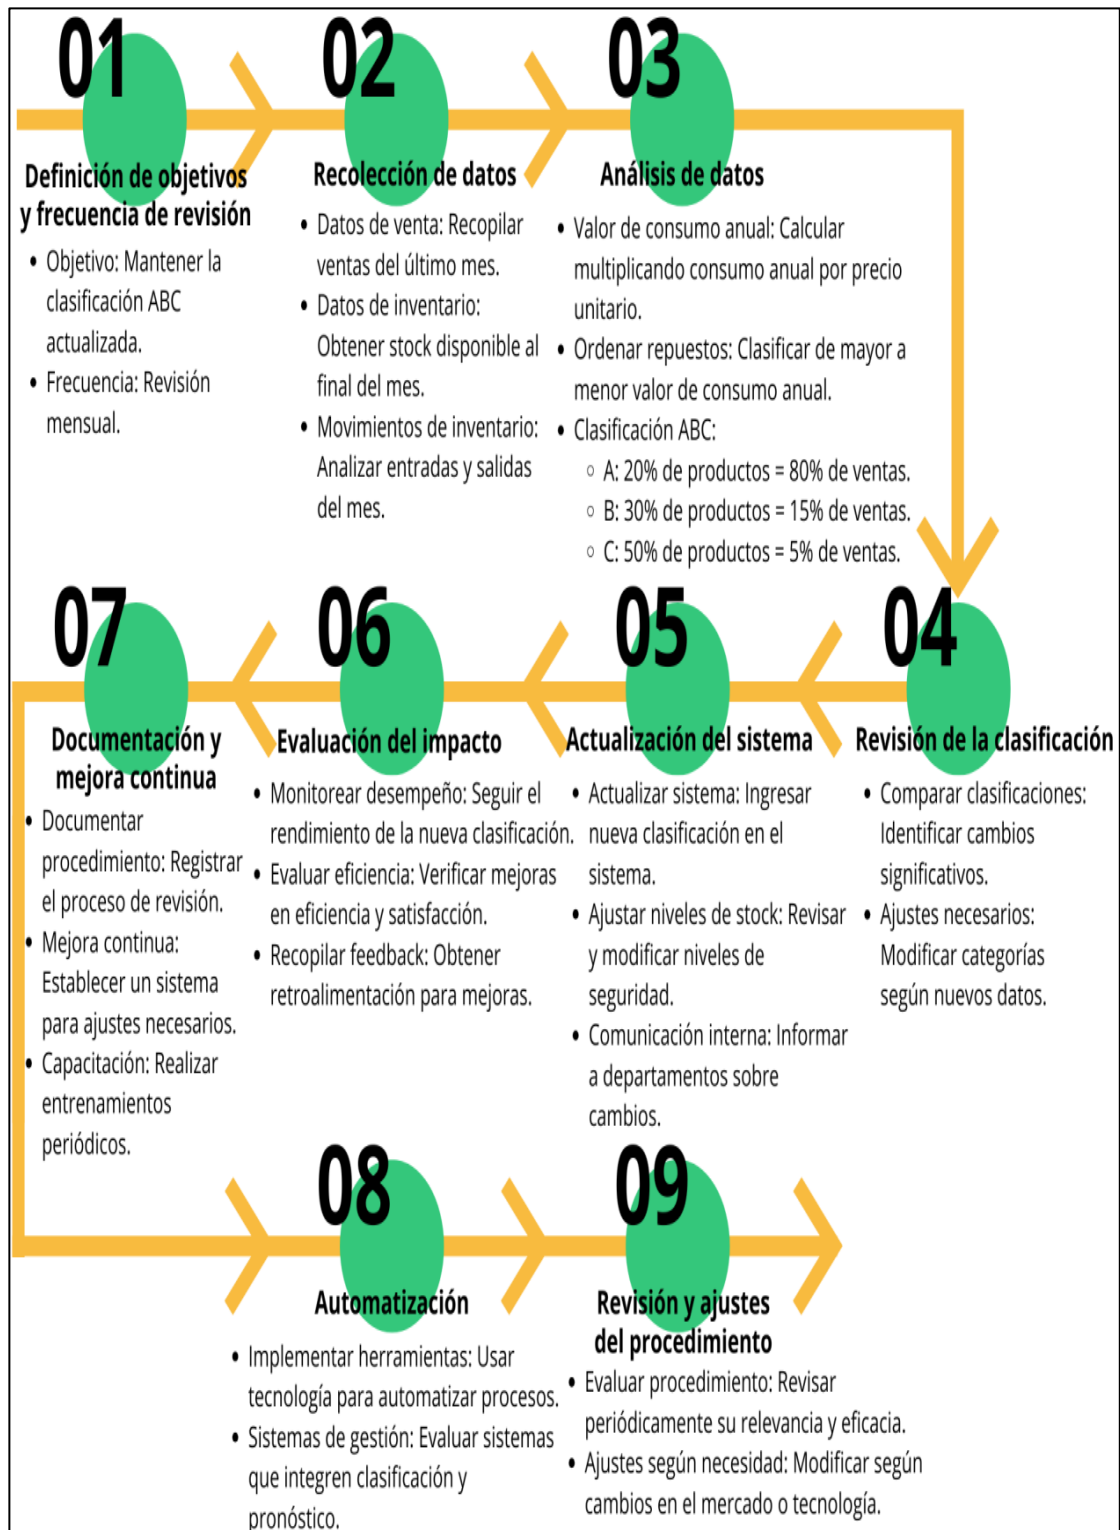 01
Definición de objetivos
y frecuencia de revisión
• Objetivo: Mantener la
clasificación ABC
actualizada.
• Frecuencia: Revisión
mensual.
02
Recolección de datos
• Datos de venta: Recopilar
ventas del último mes.
• Datos de inventario:
Obtener stock disponible al
final del mes.
• Movimientos de inventario:
Analizar entradas y salidas
del mes.
03
Análisis de datos
• Valor de consumo anual: Calcular
multiplicando consumo anual por precio
unitario.
• Ordenar repuestos: Clasificar de mayor a
menor valor de consumo anual.
• Clasificación ABC:
○ A: 20% de productos = 80% de ventas.
○ B: 30% de productos = 15% de ventas.
○ C: 50% de productos = 5% de ventas.
04
Revisión de la clasificación
• Comparar clasificaciones:
Identificar cambios
significativos.
• Ajustes necesarios:
Modificar categorías
según nuevos datos.
05
Actualización del sistema
• Actualizar sistema: Ingresar
nueva clasificación en el
sistema.
• Ajustar niveles de stock: Revisar
y modificar niveles de
seguridad.
• Comunicación interna: Informar
a departamentos sobre
cambios.
06
Evaluación del impacto
• Monitorear desempeño: Seguir el
rendimiento de la nueva clasificación.
• Evaluar eficiencia: Verificar mejoras
en eficiencia y satisfacción.
• Recopilar feedback: Obtener
retroalimentación para mejoras.
07
Documentación y
mejora continua
• Documentar
procedimiento: Registrar
el proceso de revisión.
• Mejora continua:
Establecer un sistema
para ajustes necesarios.
• Capacitación: Realizar
entrenamientos
periódicos.
08
Automatización
• Implementar herramientas: Usar
tecnología para automatizar procesos.
• Sistemas de gestión: Evaluar sistemas
que integren clasificación y
pronóstico.
09
Revisión y ajustes
del procedimiento
• Evaluar procedimiento: Revisar
periódicamente su relevancia y eficacia.
• Ajustes según necesidad: Modificar según
cambios en el mercado o tecnología.